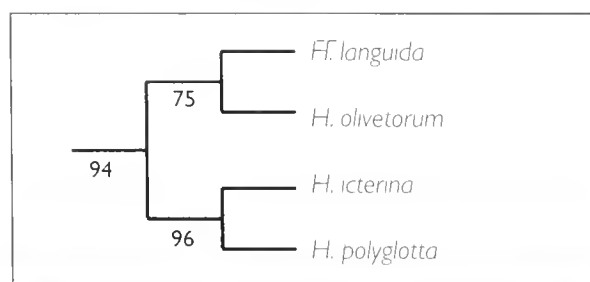 H. languida
75
H. olivetorum
94
H. icterina
96
H. polyglotta